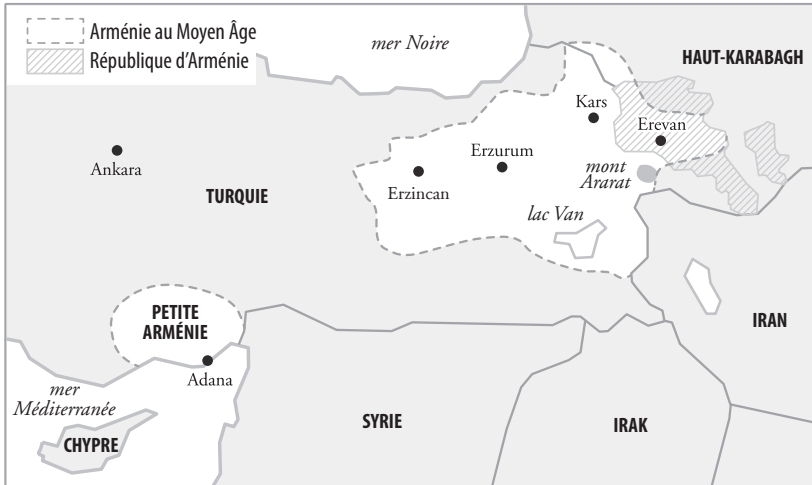 Arménie au Moyen Âge
République d'Arménie
mer Noire
HAUT-KARABAGH
Kars
Erevan
Ankara
Erzurum
Erzincan
mont
Ararat
TURQUIE
lac Van
PETITE
ARMÉNIE
IRAN
Adana
mer
Méditerranée
CHYPRE
SYRIE
IRAK